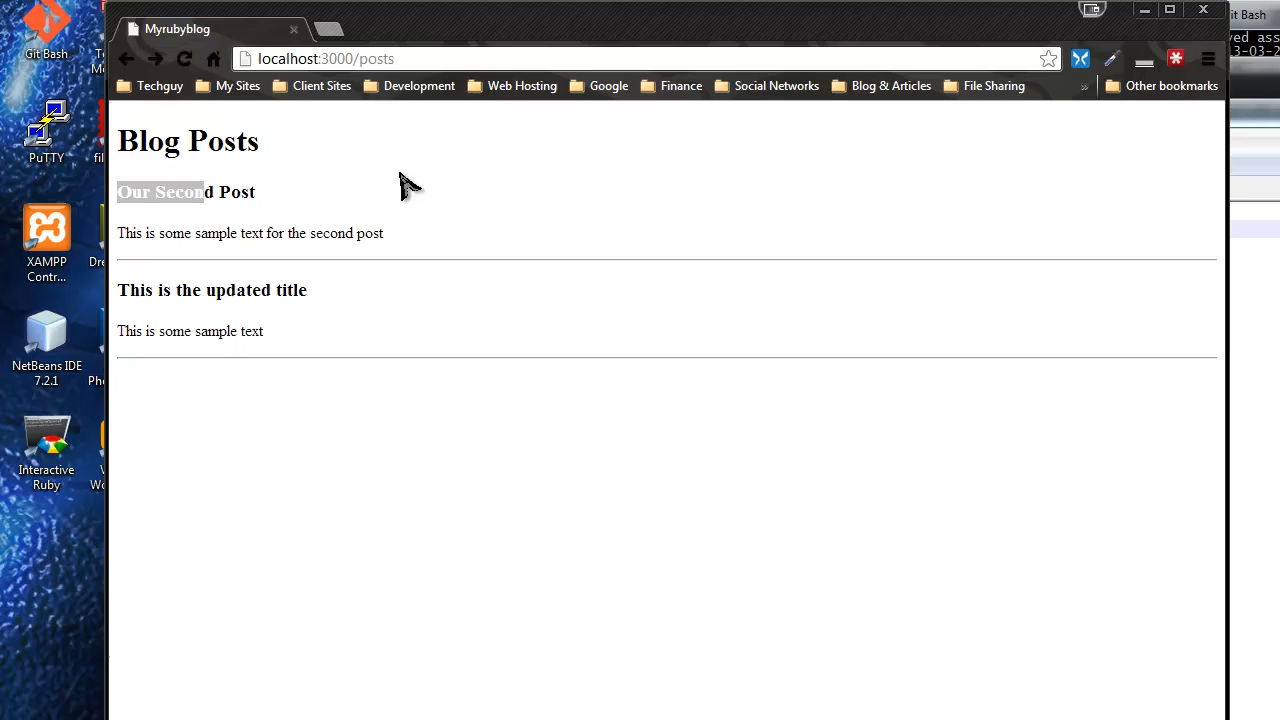 Git Bash
PuTTY
XAMPP
Contr...
NetBeans IDE
7.2.1
Interactive
Ruby
Myrubyblog
localhost:3000/posts
Techguy My Sites Client Sites Development Web Hosting Google Finance Social Networks Blog & Articles File Sharing » Other bookmarks
Blog Posts
Our Second Post
This is some sample text for the second post
This is the updated title
This is some sample text
Git Bash